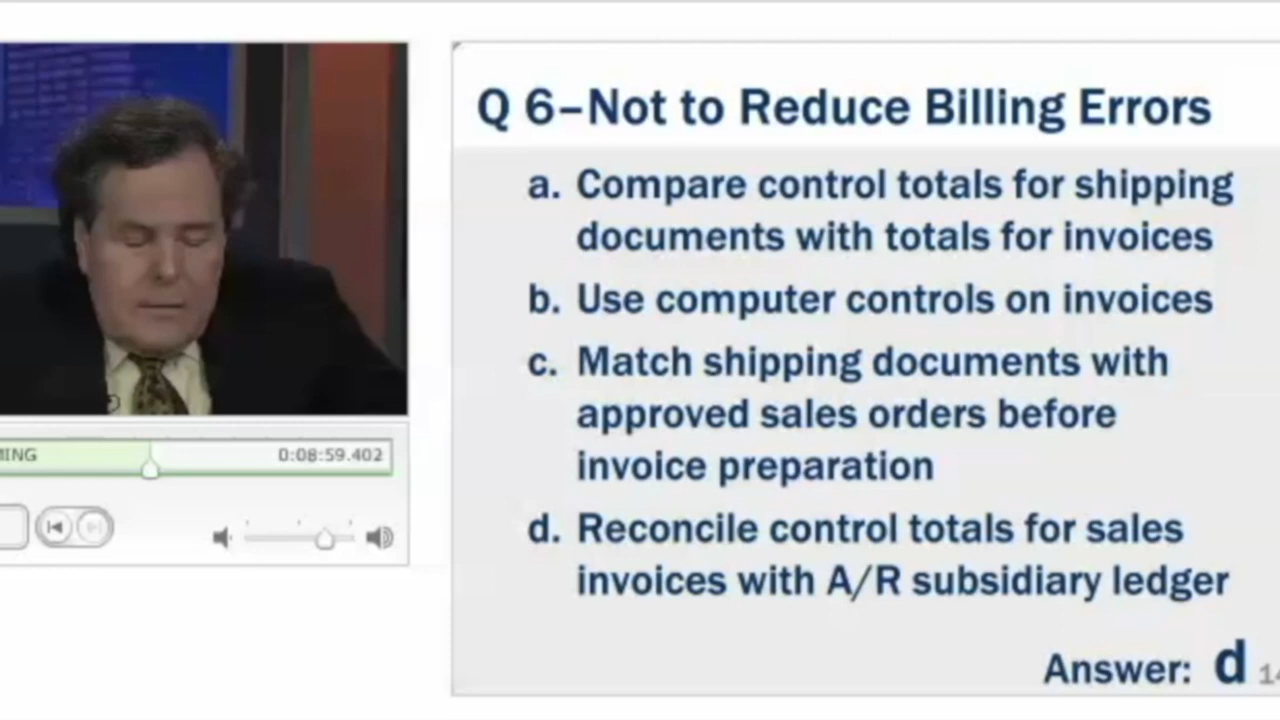 Q 6–Not to Reduce Billing Errors
a. Compare control totals for shipping
documents with totals for invoices
b. Use computer controls on invoices
c. Match shipping documents with
approved sales orders before
invoice preparation
d. Reconcile control totals for sales
invoices with A/R subsidiary ledger
Answer: d
MING 0:08:59.402